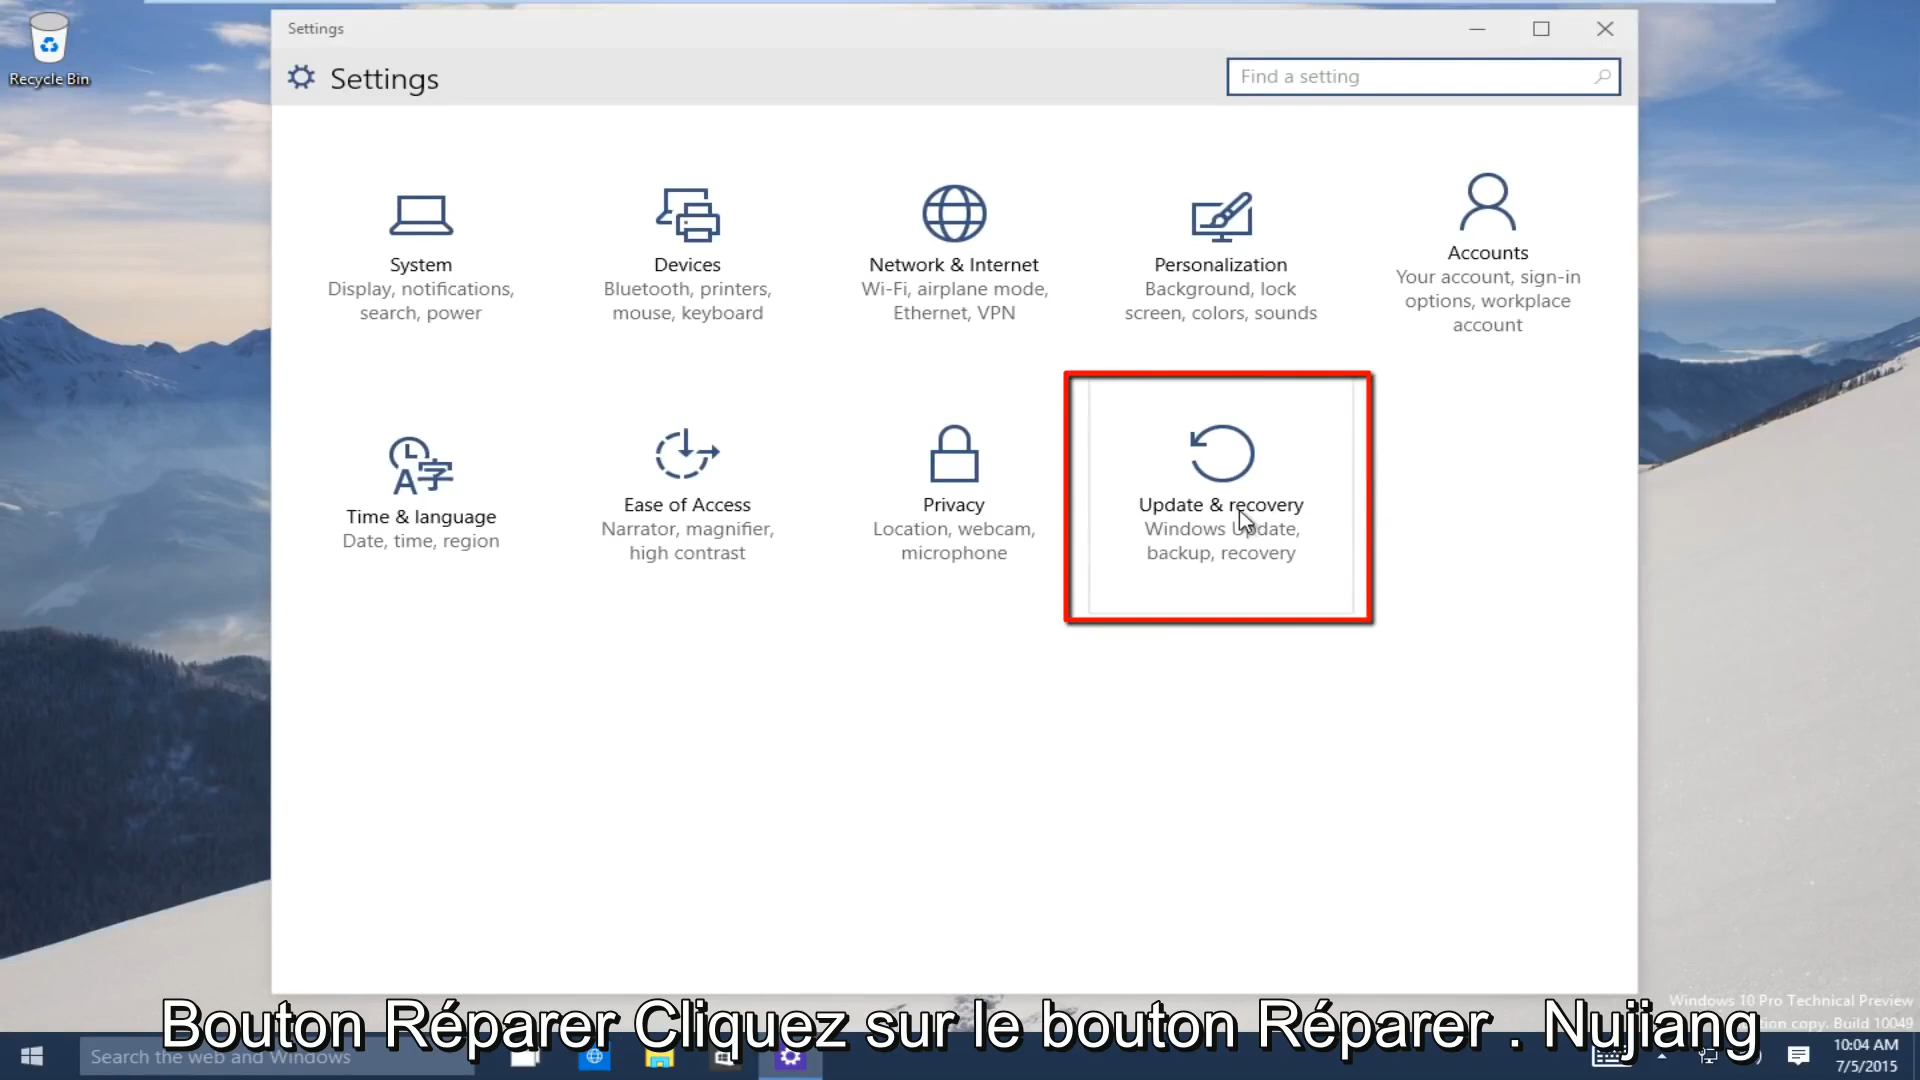 Recycle Bin
Settings
Settings
Find a setting
System
Display, notifications,
search, power
Devices
Bluetooth, printers,
mouse, keyboard
Network & Internet
Wi-Fi, airplane mode,
Ethernet, VPN
Personalization
Background, lock
screen, colors, sounds
Accounts
Your account, sign-in
options, workplace
account
Time & language
Date, time, region
Ease of Access
Narrator, magnifier,
high contrast
Privacy
Location, webcam,
microphone
Update & recovery
Windows Update,
backup, recovery
Windows 10 Pro Technical Preview
copy. Build 10049
Bouton Réparer Cliquez sur le bouton Réparer . Nujiang
Search the web and Windows
10:04 AM
7/5/2015